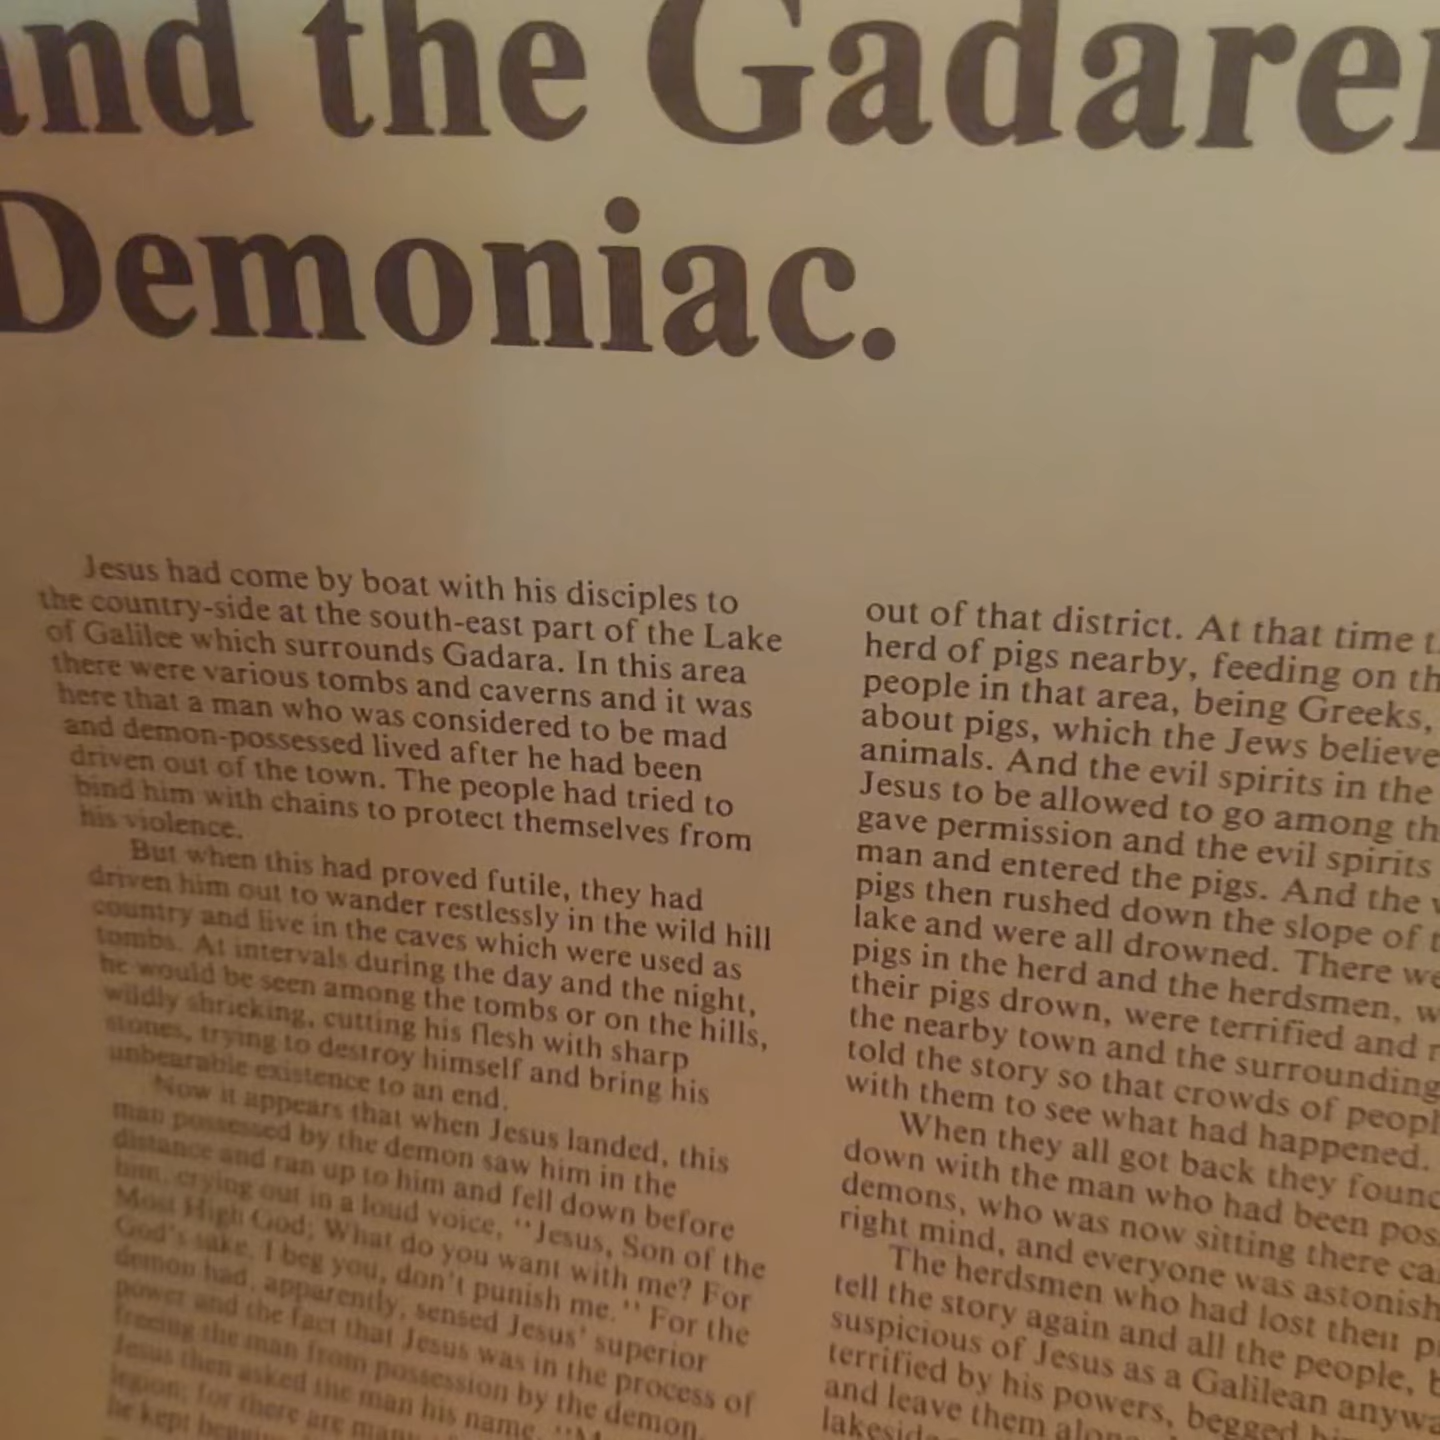 and the Gadaren
Demoniac.
Jesus had come by boat with his disciples to
the country-side at the south-east part of the Lake
of Galilee which surrounds Gadara. In this area
there were various tombs and caverns and it was
here that a man who was considered to be mad
and demon-possessed lived after he had been
driven out of the town. The people had tried to
bind him with chains to protect themselves from
his violence.
But when this had proved futile, they had
driven him out to wander restlessly in the wild hill
country and live in the caves which were used as
tombs. At intervals during the day and the night,
he would be seen among the tombs or on the hills,
wildly shrieking, cutting his flesh with sharp
stones, trying to destroy himself and bring his
unbearable existence to an end.
Now it appears that when Jesus landed, this
man possessed by the demon saw him in the
distance and ran up to him and fell down before
him, crying out in a loud voice, "Jesus, Son of the
Most High God; What do you want with me? For
God's sake, I beg you, don't punish me." For the
demon had, apparently, sensed Jesus' superior
power and the fact that Jesus was in the process of
freeing the man from possession by the demon.
Jesus then asked the man his name. "M
legion; for there are many
he kept
out of that district. At that time t
herd of pigs nearby, feeding on th
people in that area, being Greeks,
about pigs, which the Jews believe
animals. And the evil spirits in the
Jesus to be allowed to go among th
gave permission and the evil spirits
man and entered the pigs. And the w
pigs then rushed down the slope of t
lake and were all drowned. There we
pigs in the herd and the herdsmen, w
their pigs drown, were terrified and r
the nearby town and the surrounding
told the story so that crowds of peopl
with them to see what had happened.
When they all got back they found
down with the man who had been pos
demons, who was now sitting there ca
right mind, and everyone was astonish
The herdsmen who had lost their p
tell the story again and all the people, b
suspicious of Jesus as a Galilean anywa
terrified by his powers, begged hi
and leave them alon
lakeside